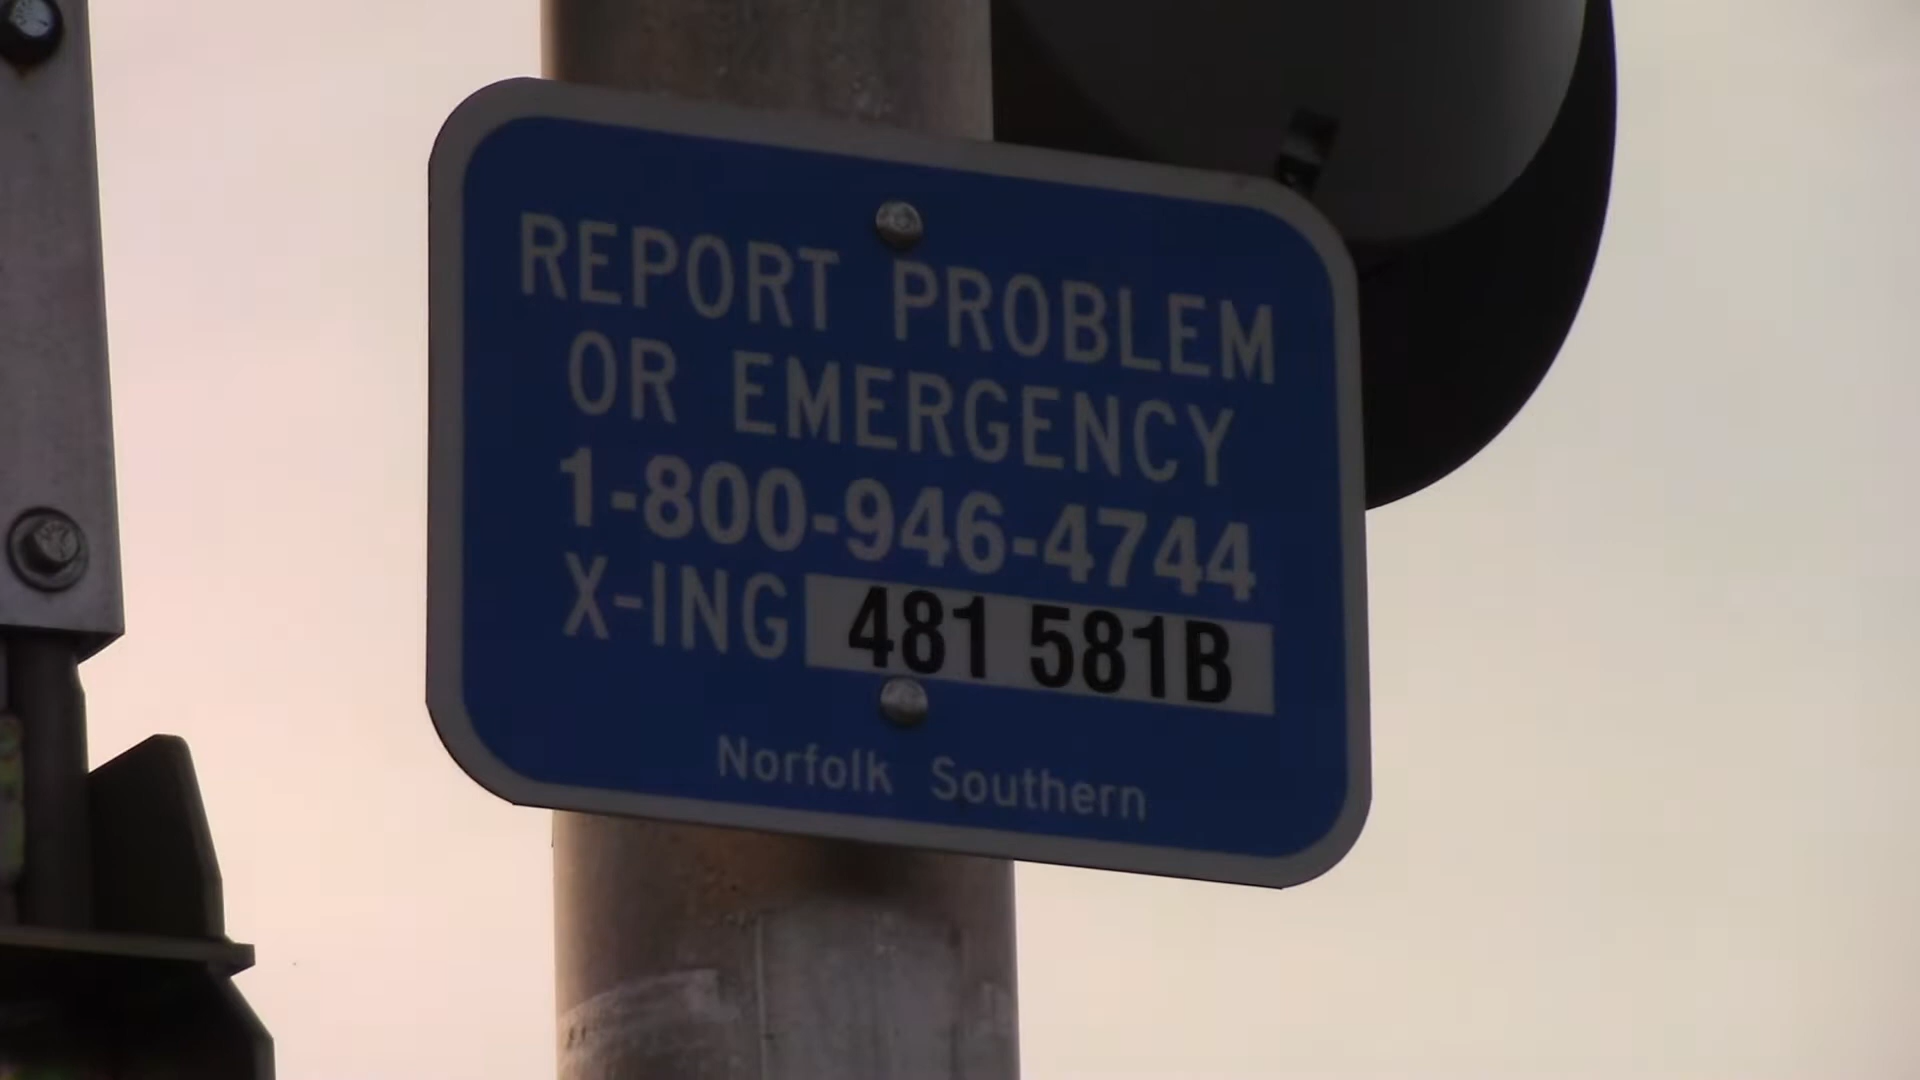 REPORT PROBLEM
OR EMERGENCY
1-800-946-4744
X-ING 481 581B
Norfolk Southern